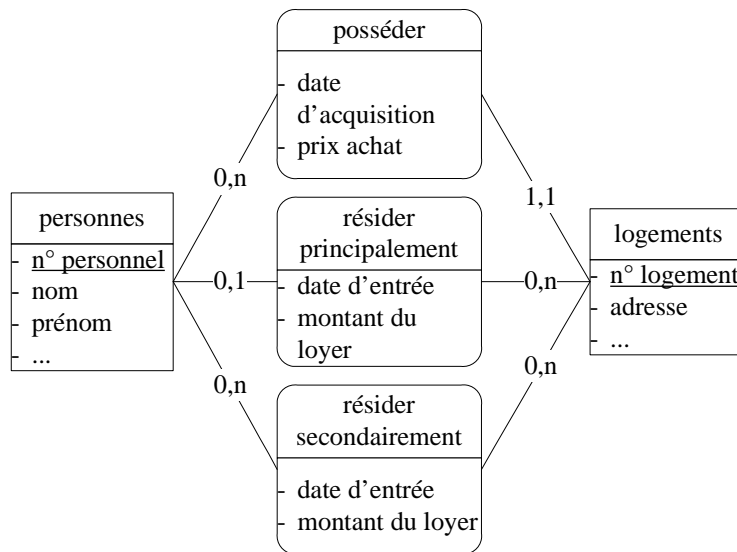 posséder
- date
d'acquisition
- prix achat
0,n
1,1
personnes
- n° personnel
- nom
- prénom
- ...
résider
principalement
- date d'entrée
- montant du
loyer
0,1
0,n
logements
- n° logement
- adresse
- ...
0,n
0,n
résider
secondairement
- date d'entrée
- montant du loyer